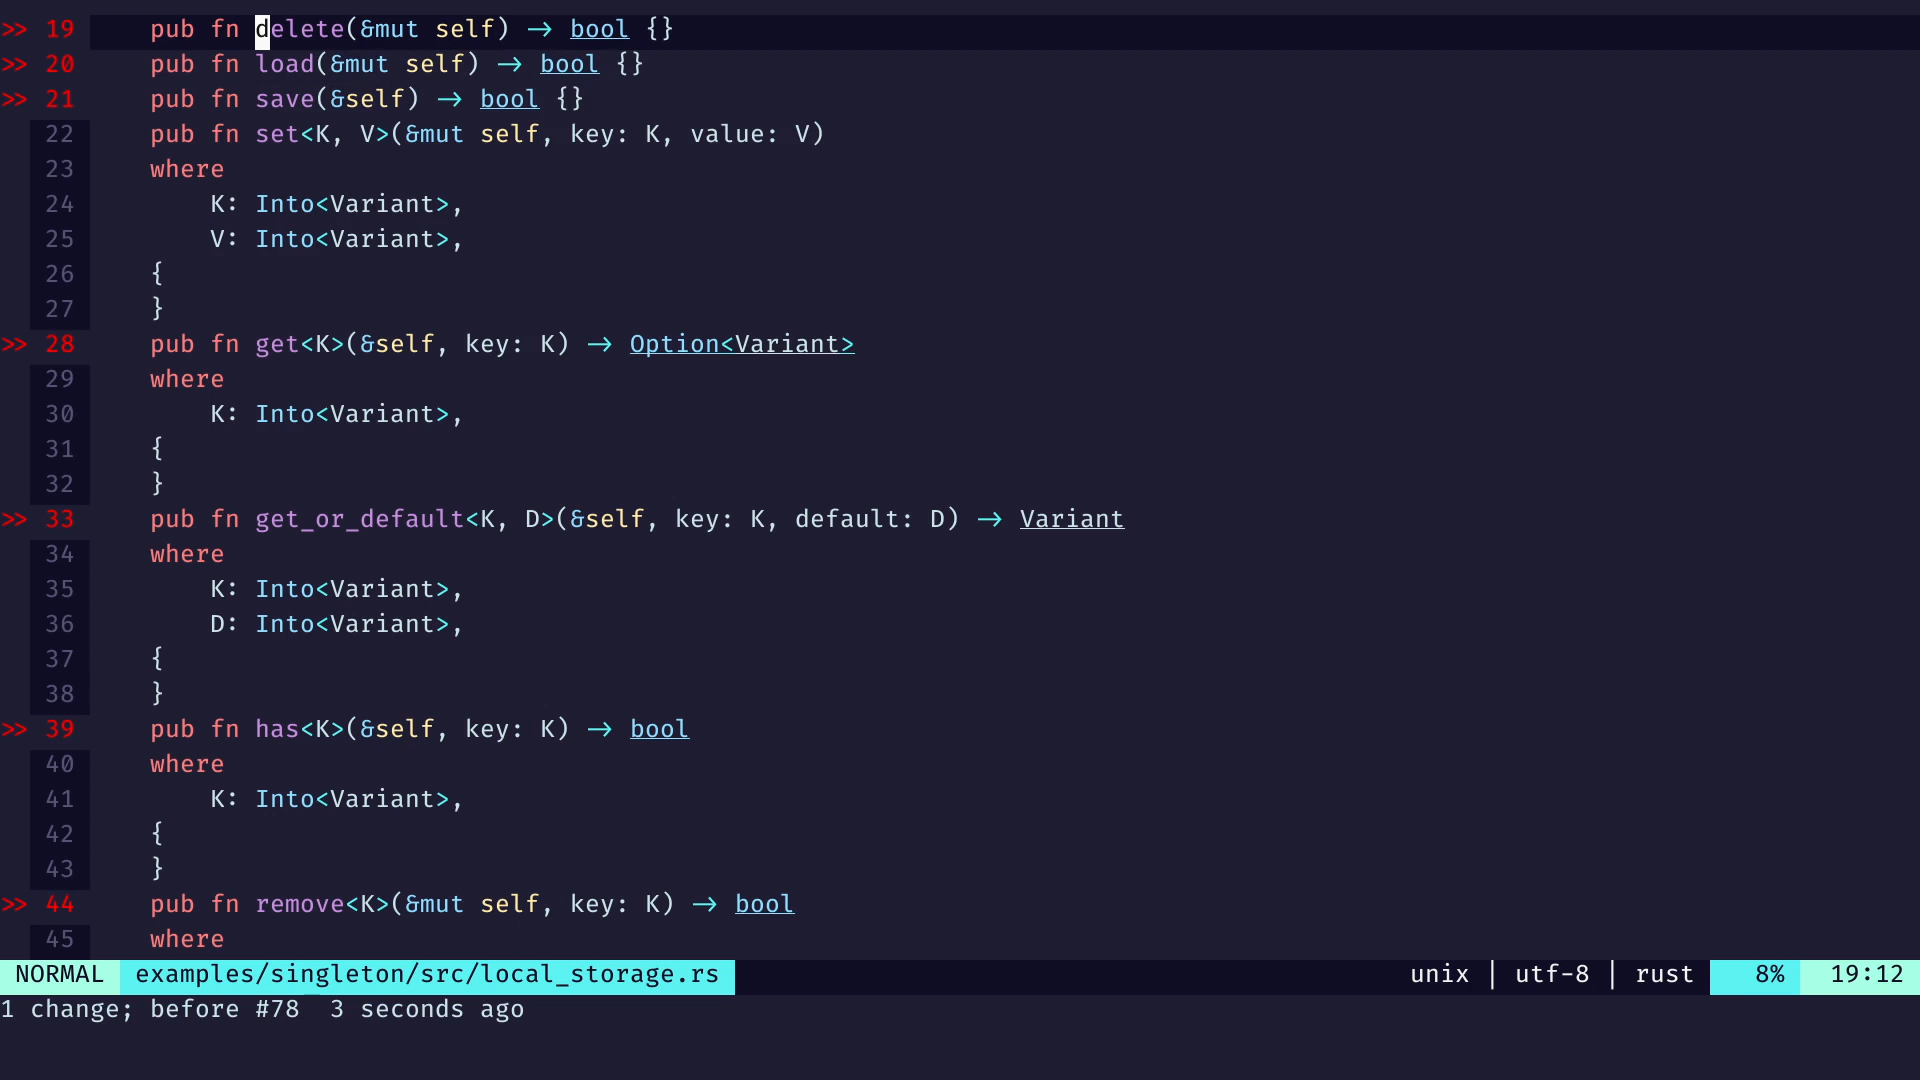 >> 19     pub fn delete(&mut self) -> bool {}
>> 20     pub fn load(&mut self) -> bool {}
>> 21     pub fn save(&self) -> bool {}
   22     pub fn set<K, V>(&mut self, key: K, value: V)
   23     where
   24         K: Into<Variant>,
   25         V: Into<Variant>,
   26     {
   27     }
>> 28     pub fn get<K>(&self, key: K) -> Option<Variant>
   29     where
   30         K: Into<Variant>,
   31     {
   32     }
>> 33     pub fn get_or_default<K, D>(&self, key: K, default: D) -> Variant
   34     where
   35         K: Into<Variant>,
   36         D: Into<Variant>,
   37     {
   38     }
>> 39     pub fn has<K>(&self, key: K) -> bool
   40     where
   41         K: Into<Variant>,
   42     {
   43     }
>> 44     pub fn remove<K>(&mut self, key: K) -> bool
   45     where
NORMAL  examples/singleton/src/local_storage.rs  unix | utf-8 | rust  8%  19:12
1 change; before #78  3 seconds ago